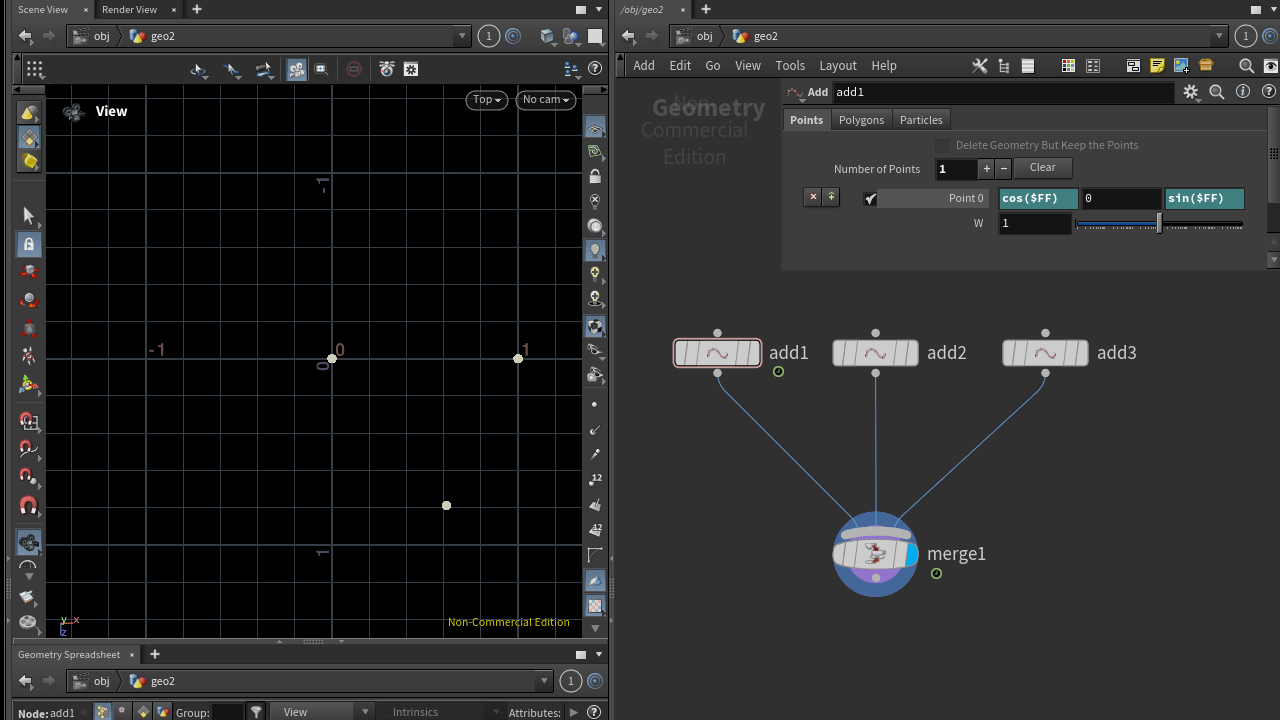 Scene View
Render View
/obj/geo2
obj
geo2
1
obj
geo2
1
Add Edit Go View Tools Layout Help
View
Top
No cam
Geometry
Non-Commercial Edition
Add
add1
Points
Polygons
Particles
Delete Geometry But Keep the Points
Number of Points
1
Clear
Point 0
cos($FF)
0
sin($FF)
W
1
-1
-1
0
1
0
1
12
12
add1
add2
add3
merge1
y x
z
Non-Commercial Edition
Geometry Spreadsheet
obj
geo2
1
Node: add1
Group:
View
Intrinsics
Attributes: